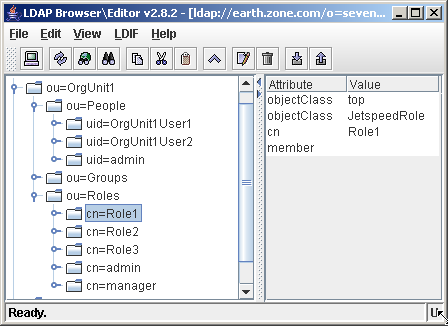 LDAP Browser\Editor v2.8.2 - [ldap://earth.zone.com/o=seven...
File Edit View LDIF Help
ou=OrgUnit1
ou=People
uid=OrgUnit1User1
uid=OrgUnit1User2
uid=admin
ou=Groups
ou=Roles
cn=Role1
cn=Role2
cn=Role3
cn=admin
cn=manager
Attribute Value
objectClass top
objectClass JetspeedRole
cn Role1
member
Ready.